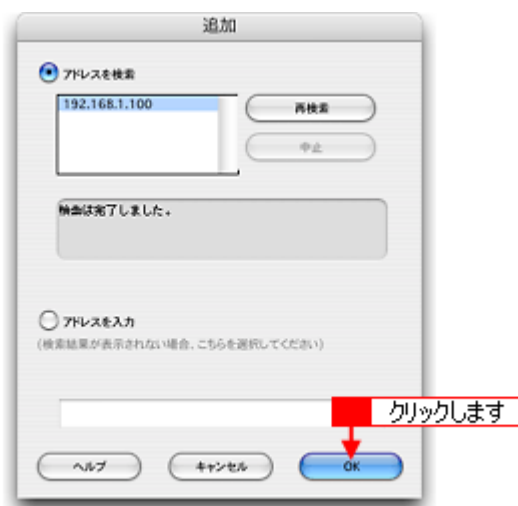 追加
アドレスを検索
192.168.1.100
再検索
中止
検索は完了しました。
アドレスを入力
(検索結果が表示されない場合、こちらを選択してください)
クリックします
ヘルプ
キャンセル
OK